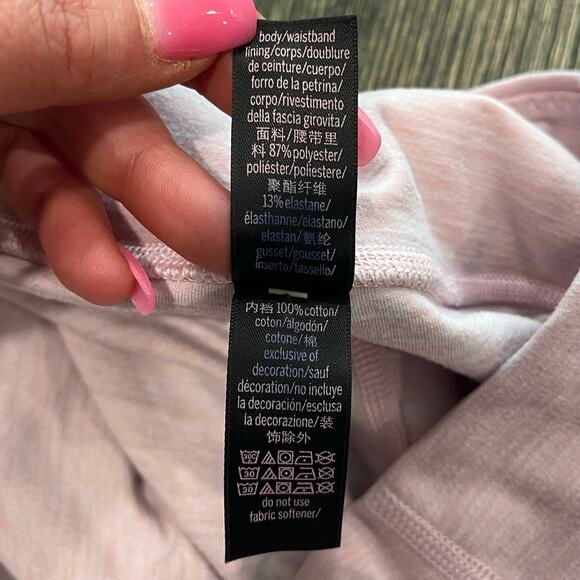 body/waistband
lining/corps/doublure
de ceinture/cuerpo/
forro de la petrina/
corpo/rivestimento
della fascia girovita/
面料/腰带里
料 87% polyester/
poliéster/poliestere/
聚酯纤维
13% elastane/
élasthanne/elastano/
elastan/氨纶
gusset/gousset/
inserto/tassello/
内裆 100% cotton/
coton/algodón/
cotone/棉
exclusive of
decoration/sauf
décoration/no incluye
la decoración/esclusa
la decorazione/装
饰除外
30C
30
30
do not use
fabric softener/